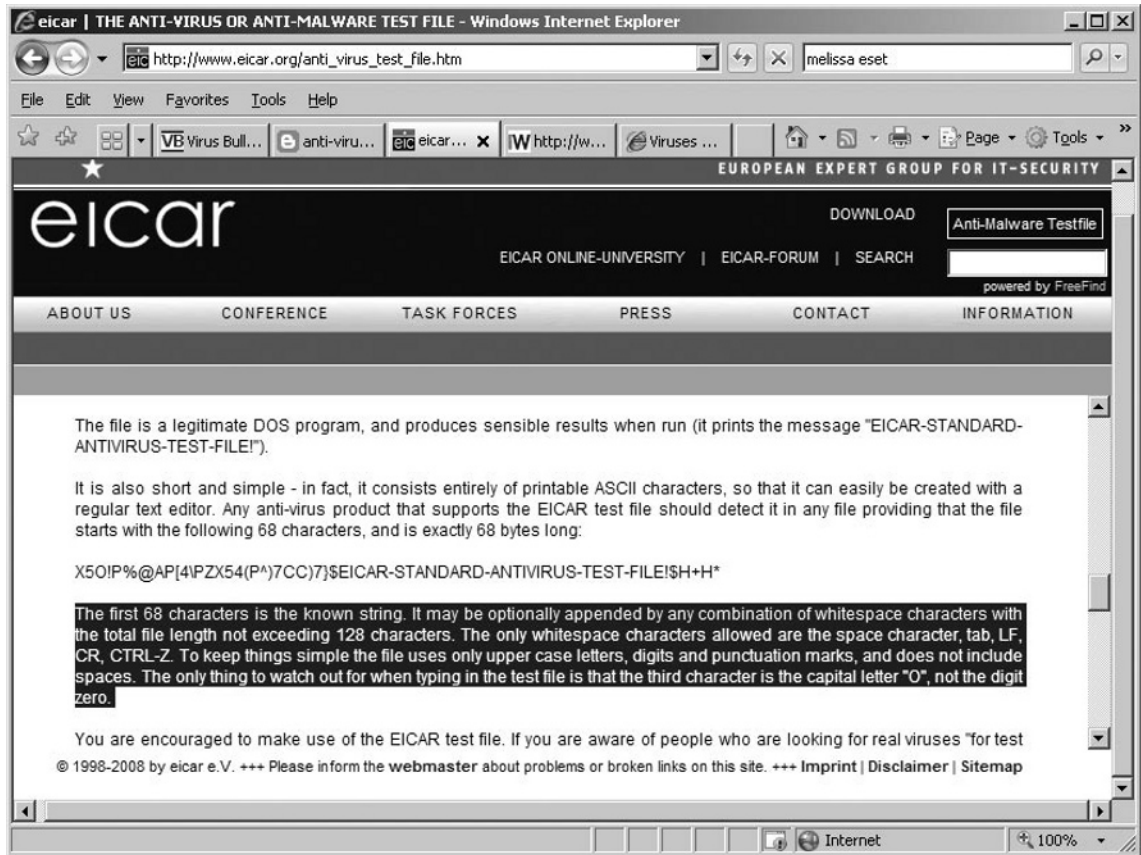 eicar | THE ANTI-VIRUS OR ANTI-MALWARE TEST FILE - Windows Internet Explorer
http://www.eicar.org/anti_virus_test_file.htm
melissa eset
File Edit View Favorites Tools Help
VB Virus Bull... anti-viru... eic eicar... W http://w... Viruses ... Page Tools
EUROPEAN EXPERT GROUP FOR IT-SECURITY
eicar
DOWNLOAD
Anti-Malware Testfile
EICAR ONLINE-UNIVERSITY | EICAR-FORUM | SEARCH
powered by FreeFind
ABOUT US CONFERENCE TASK FORCES PRESS CONTACT INFORMATION
The file is a legitimate DOS program, and produces sensible results when run (it prints the message "EICAR-STANDARD-
ANTIVIRUS-TEST-FILE!").
It is also short and simple - in fact, it consists entirely of printable ASCII characters, so that it can easily be created with a
regular text editor. Any anti-virus product that supports the EICAR test file should detect it in any file providing that the file
starts with the following 68 characters, and is exactly 68 bytes long:
X5O!P%@AP[4\PZX54(P^)7CC)7}$EICAR-STANDARD-ANTIVIRUS-TEST-FILE!$H+H*
The first 68 characters is the known string. It may be optionally appended by any combination of whitespace characters with
the total file length not exceeding 128 characters. The only whitespace characters allowed are the space character, tab, LF,
CR, CTRL-Z. To keep things simple the file uses only upper case letters, digits and punctuation marks, and does not include
spaces. The only thing to watch out for when typing in the test file is that the third character is the capital letter "O", not the digit
zero.
You are encouraged to make use of the EICAR test file. If you are aware of people who are looking for real viruses "for test
© 1998-2008 by eicar e.V. +++ Please inform the webmaster about problems or broken links on this site. +++ Imprint | Disclaimer | Sitemap
Internet 100%